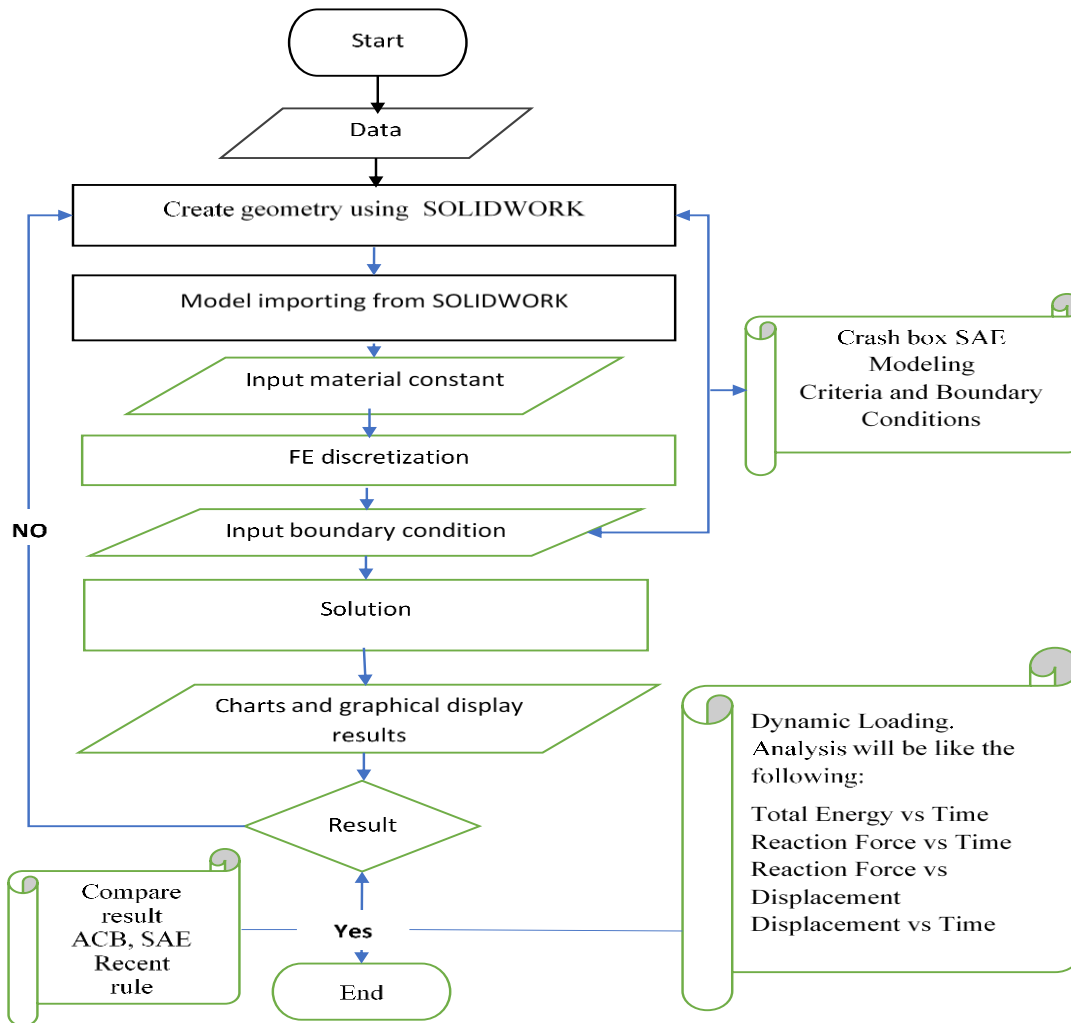 Start
Data
Create geometry using SOLIDWORK
Model importing from SOLIDWORK
Input material constant
FE discretization
Input boundary condition
Solution
Charts and graphical display
results
Result
Yes
End
NO
Crash box SAE
Modeling
Criteria and Boundary
Conditions
Dynamic Loading.
Analysis will be like the
following:
Total Energy vs Time
Reaction Force vs Time
Reaction Force vs
Displacement
Displacement vs Time
Compare
result
ACB, SAE
Recent
rule